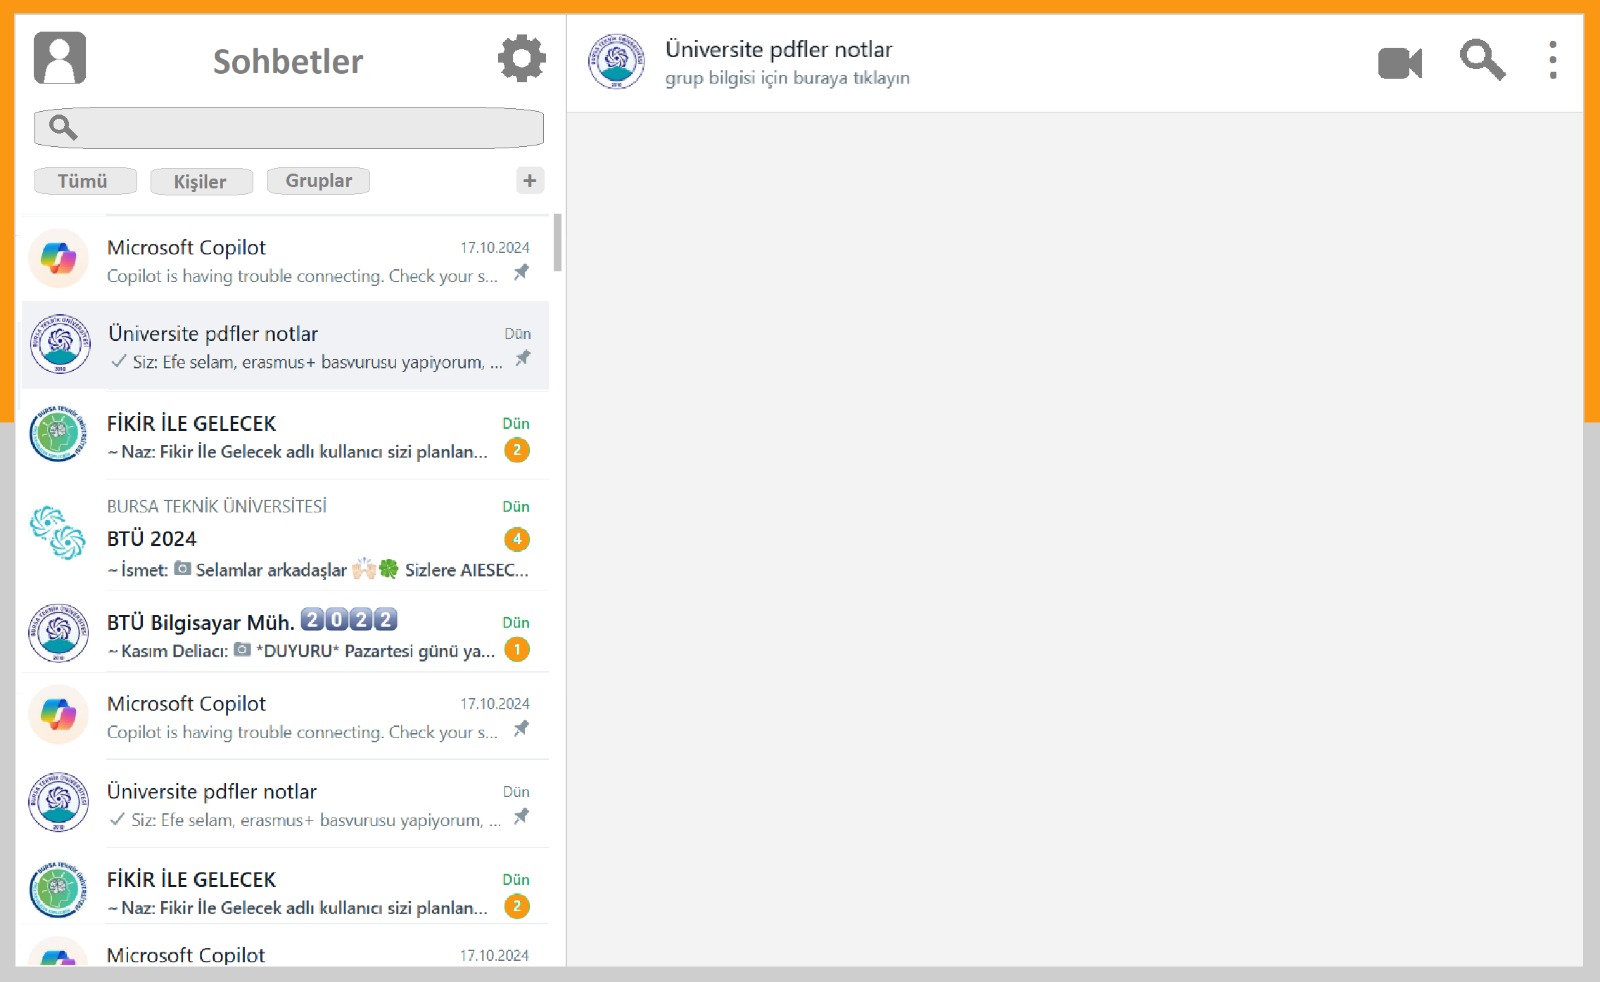 Sohbetler
Tümü
Kişiler
Gruplar
+
Microsoft Copilot
17.10.2024
Copilot is having trouble connecting. Check your s...
Üniversite pdfler notlar
Dün
Siz: Efe selam, erasmus+ basvurusu yapiyorum, ...
FİKİR İLE GELECEK
Dün
~ Naz: Fikir İle Gelecek adlı kullanıcı sizi planlan...
2
BURSA TEKNİK ÜNİVERSİTESİ
Dün
BTÜ 2024
4
~ İsmet: 📷 Selamlar arkadaşlar 🙌🏻🍀 Sizlere AIESEC...
BTÜ Bilgisayar Müh. 2️⃣0️⃣2️⃣2️⃣
Dün
~ Kasım Deliacı: 📷 *DUYURU* Pazartesi günü ya...
1
Microsoft Copilot
17.10.2024
Copilot is having trouble connecting. Check your s...
Üniversite pdfler notlar
Dün
Siz: Efe selam, erasmus+ basvurusu yapiyorum, ...
FİKİR İLE GELECEK
Dün
~ Naz: Fikir İle Gelecek adlı kullanıcı sizi planlan...
2
Microsoft Copilot
17.10.2024
Üniversite pdfler notlar
grup bilgisi için buraya tıklayın